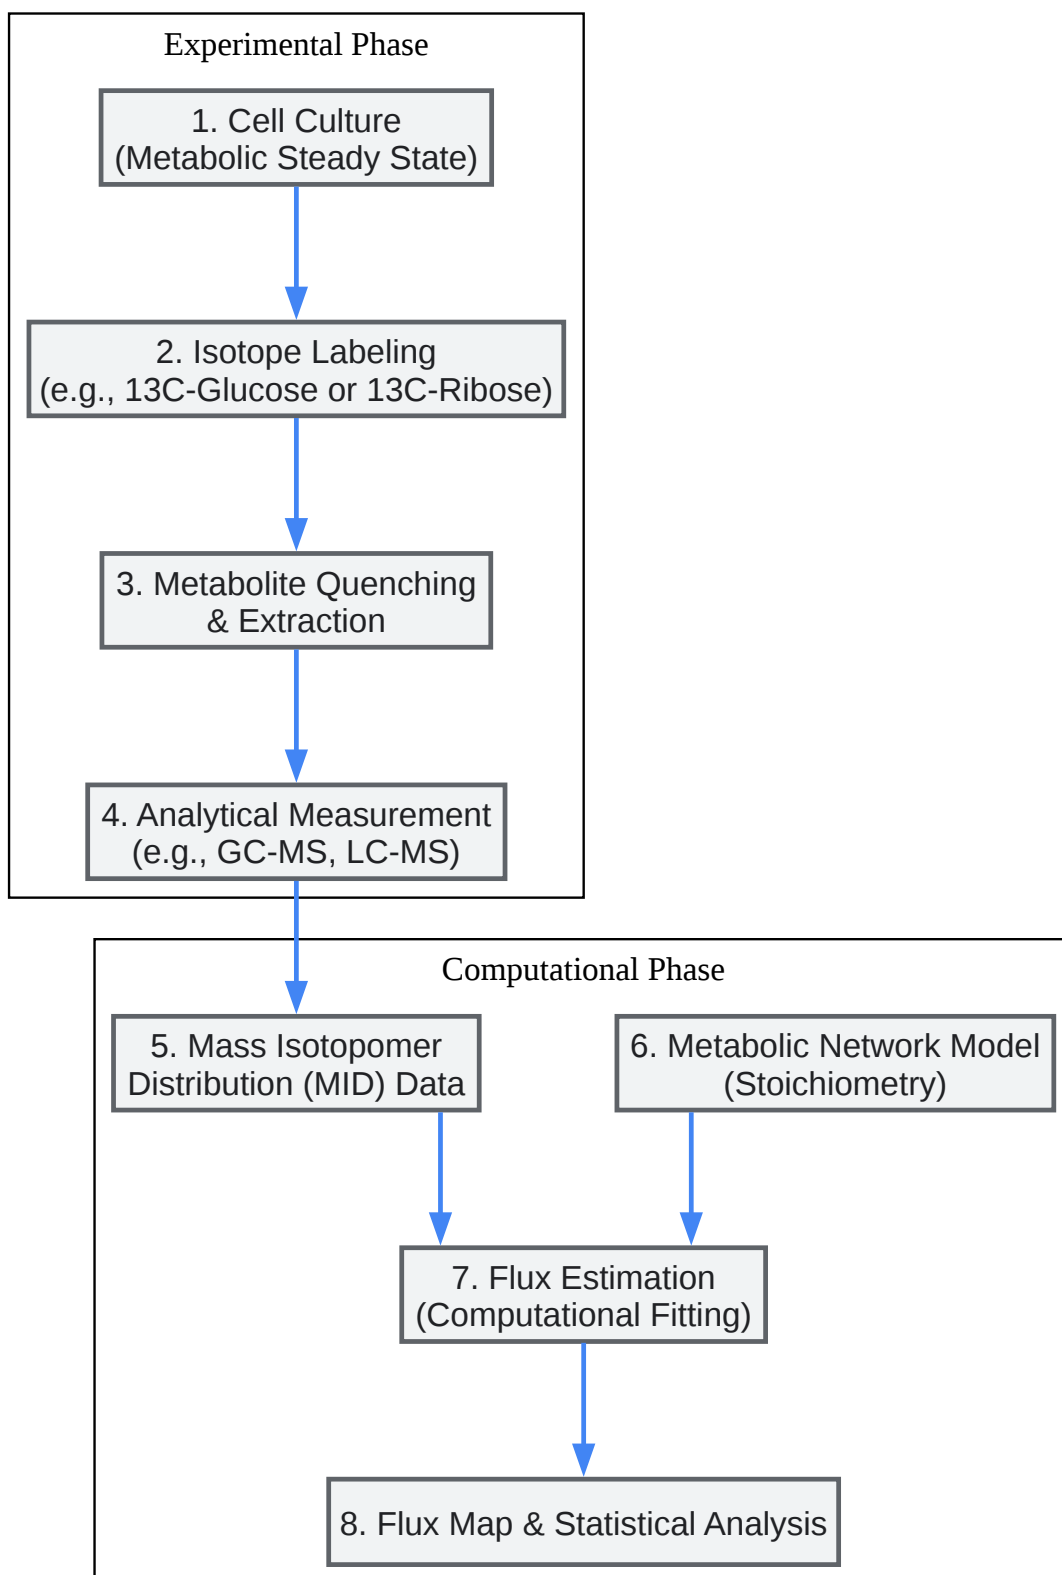 Experimental Phase
1. Cell Culture
(Metabolic Steady State)
2. Isotope Labeling
(e.g., 13C-Glucose or 13C-Ribose)
3. Metabolite Quenching
& Extraction
4. Analytical Measurement
(e.g., GC-MS, LC-MS)
Computational Phase
5. Mass Isotopomer
Distribution (MID) Data
6. Metabolic Network Model
(Stoichiometry)
7. Flux Estimation
(Computational Fitting)
8. Flux Map & Statistical Analysis